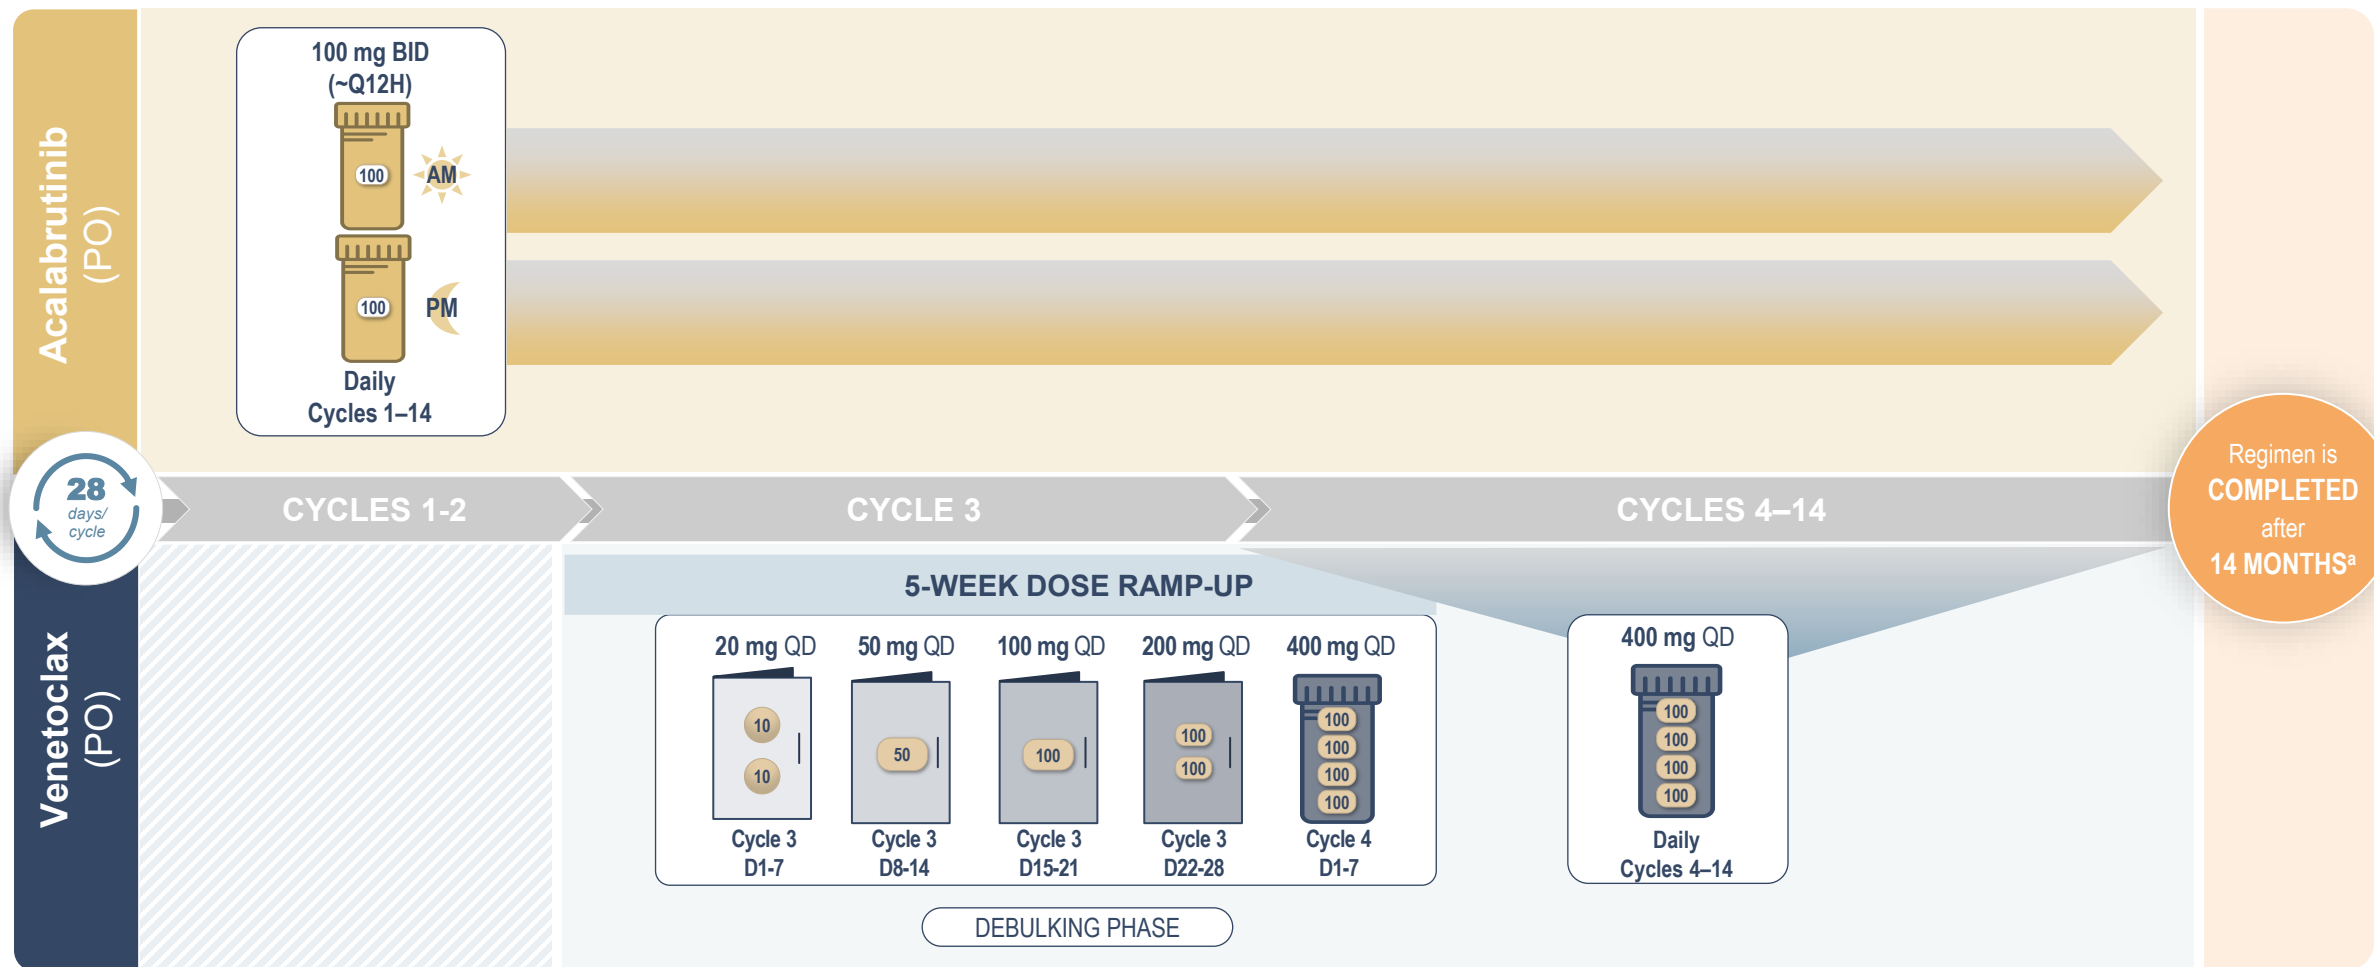 Acalabrutinib
(PO)
100 mg BID
(~Q12H)
100
AM
100
PM
Daily
Cycles 1–14
28
days/
cycle
CYCLES 1-2
CYCLE 3
CYCLES 4–14
Regimen is
COMPLETED
after
14 MONTHSᵃ
Venetoclax
(PO)
5-WEEK DOSE RAMP-UP
20 mg QD
10
10
Cycle 3
D1-7
50 mg QD
50
Cycle 3
D8-14
100 mg QD
100
Cycle 3
D15-21
200 mg QD
100
100
Cycle 3
D22-28
400 mg QD
100
100
100
100
Cycle 4
D1-7
400 mg QD
100
100
100
100
Daily
Cycles 4–14
DEBULKING PHASE